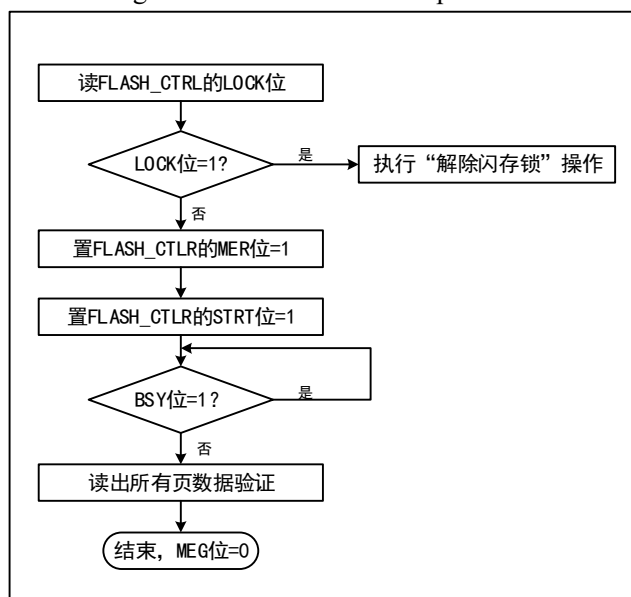 读FLASH_CTRL的LOCK位
LOCK位=1?
是
执行“解除闪存锁”操作
否
置FLASH_CTLR的MER位=1
置FLASH_CTLR的STRT位=1
BSY位=1?
是
否
读出所有页数据验证
结束, MEG位=0